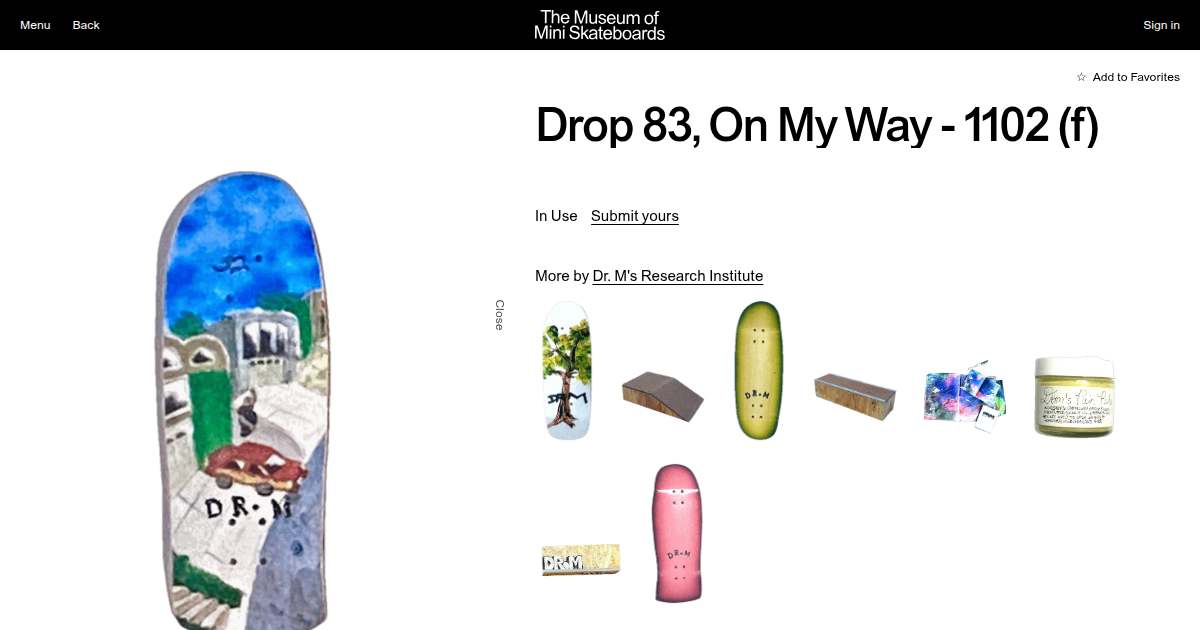 Menu
Back
The Museum of
Mini Skateboards
Sign in
☆ Add to Favorites
Drop 83, On My Way - 1102 (f)
In Use Submit yours
More by Dr. M's Research Institute
Close
DR·M
DR·M
DR·M
DR·M